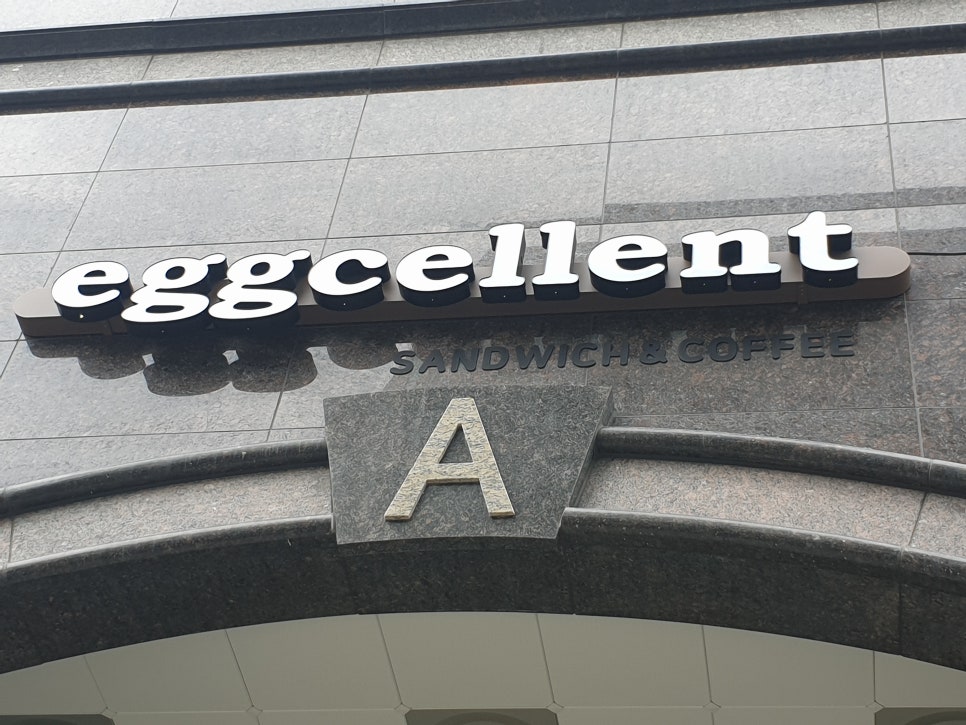 eggcellent
SANDWICH & COFFEE
A